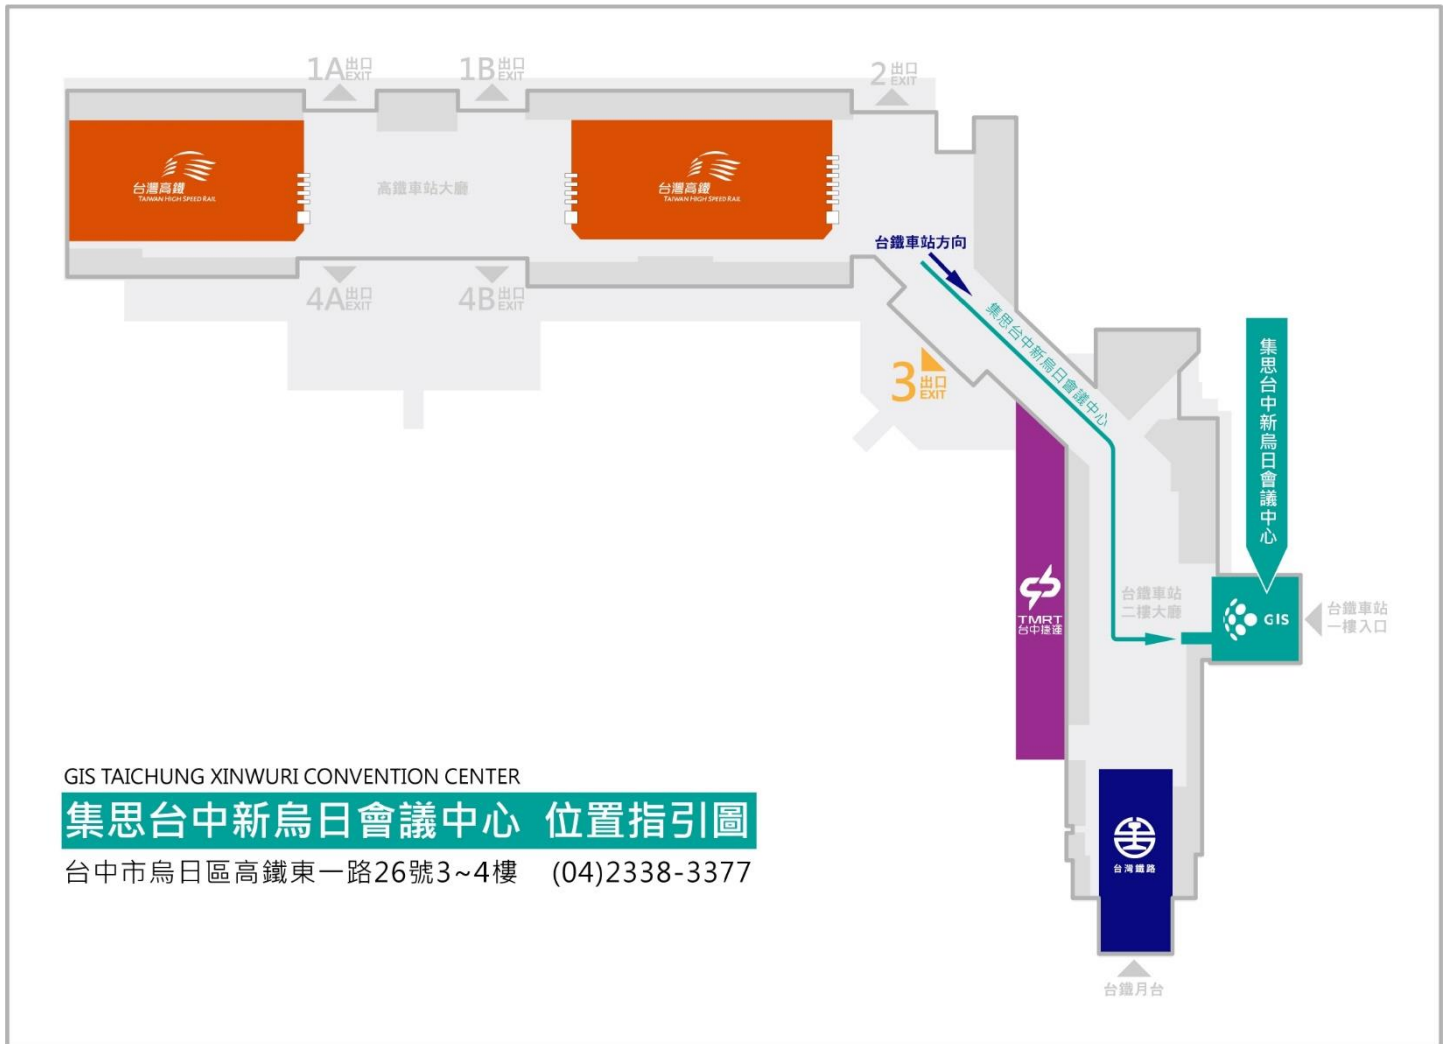 1A出口
EXIT
1B出口
EXIT
2出口
EXIT
台灣高鐵
TAIWAN HIGH SPEED RAIL
高鐵車站大廳
台灣高鐵
TAIWAN HIGH SPEED RAIL
台鐵車站方向
4A出口
EXIT
4B出口
EXIT
集思台中新烏日會議中心
3出口
EXIT
集思台中新烏日會議中心
TMRT
台中捷運
台鐵車站
二樓大廳
GIS
台鐵車站
一樓入口
GIS TAICHUNG XINWURI CONVENTION CENTER
集思台中新烏日會議中心 位置指引圖
台中市烏日區高鐵東一路26號3~4樓 (04)2338-3377
台灣鐵路
台鐵月台